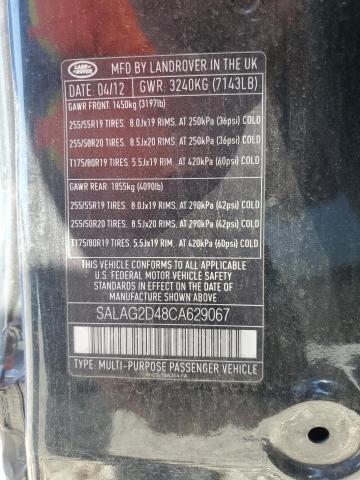 LAND ROVER
MFD BY LANDROVER IN THE UK
DATE: 04/12 GWR: 3240KG (7143LB)
GAWR FRONT: 1450kg (3197lb)
255/55R19 TIRES. 8.0Jx19 RIMS, AT 250kPa (36psi) COLD
255/50R20 TIRES. 8.5Jx20 RIMS, AT 250kPa (36psi) COLD
T175/80R19 TIRES. 5.5Jx19 RIM, AT 420kPa (60psi) COLD
GAWR REAR: 1855kg (4090lb)
255/55R19 TIRES. 8.0Jx19 RIMS, AT 290kPa (42psi) COLD
255/50R20 TIRES. 8.5Jx20 RIMS, AT 290kPa (42psi) COLD
T175/80R19 TIRES. 5.5Jx19 RIM, AT 420kPa (60psi) COLD
THIS VEHICLE CONFORMS TO ALL APPLICABLE
U.S. FEDERAL MOTOR VEHICLE SAFETY
STANDARDS IN EFFECT ON THE DATE
OF MANUFACTURE SHOWN ABOVE
SALAG2D48CA629067
TYPE: MULTI-PURPOSE PASSENGER VEHICLE